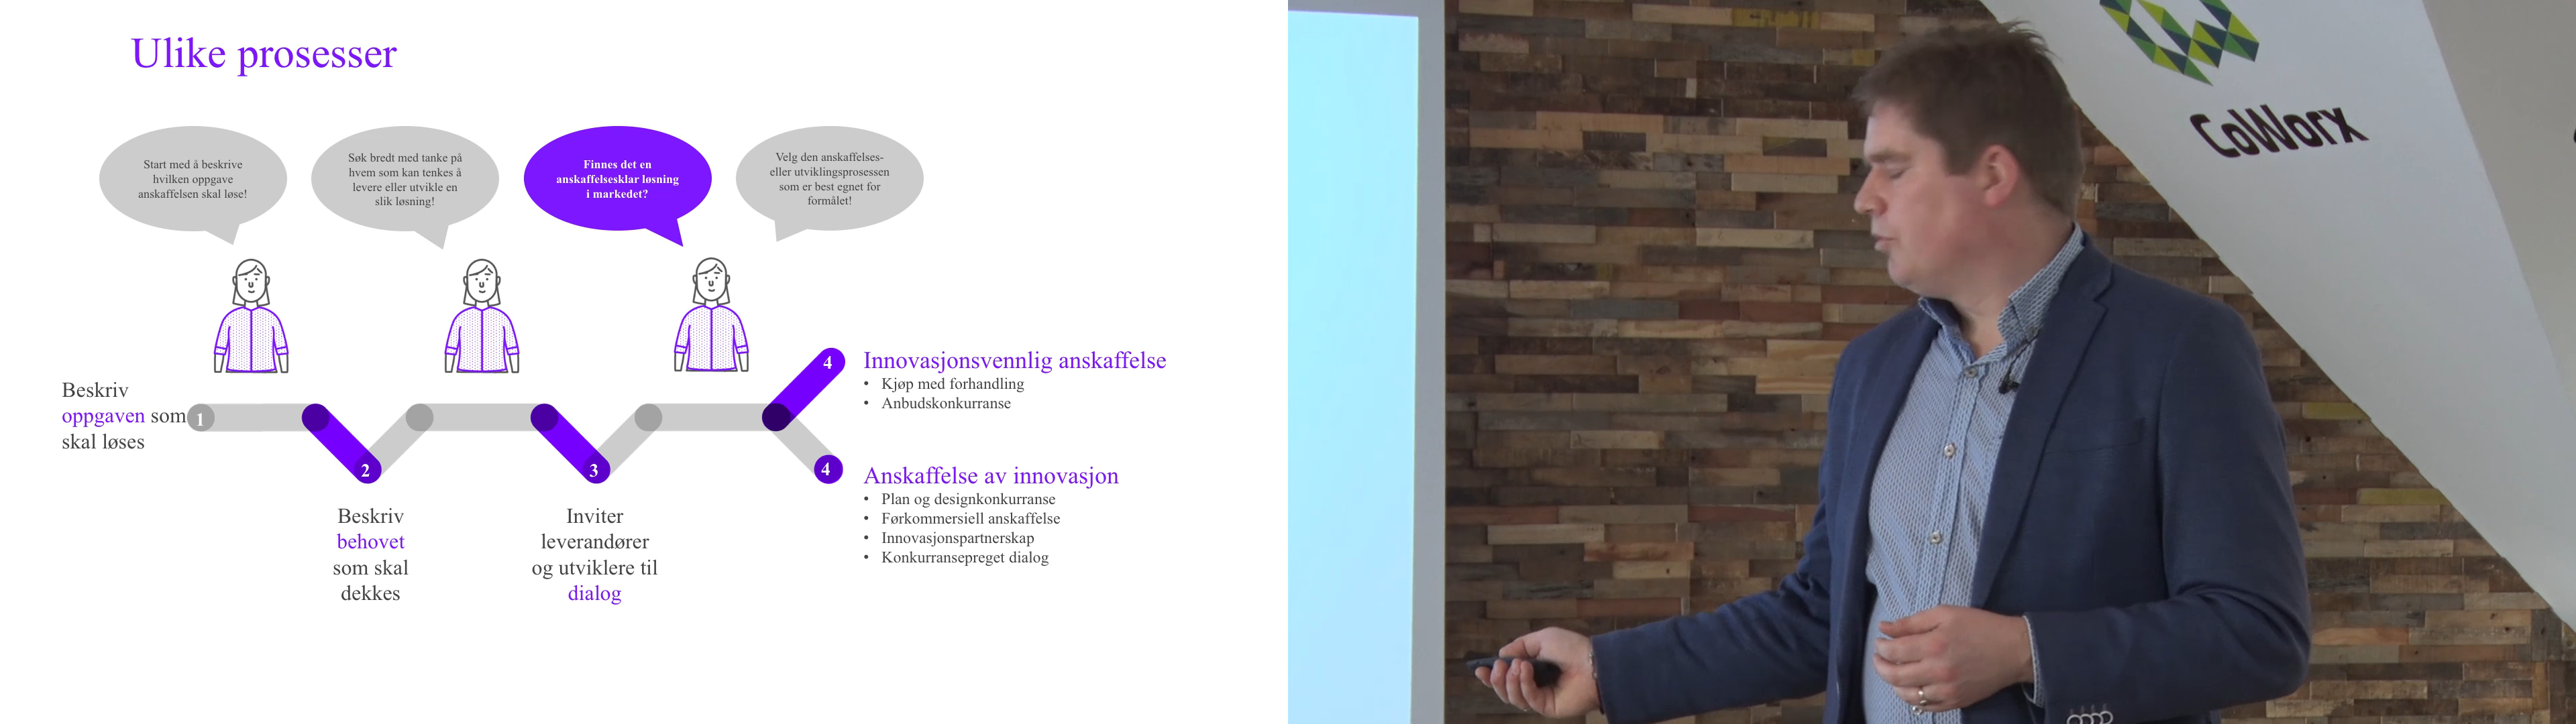 Ulike prosesser
Start med å beskrive
hvilken oppgave
anskaffelsen skal løse!
Søk bredt med tanke på
hvem som kan tenkes å
levere eller utvikle en
slik løsning!
Finnes det en
anskaffelsesklar løsning
i markedet?
Velg den anskaffelses-
eller utviklingsprosessen
som er best egnet for
formålet!
Beskriv
oppgaven som
skal løses
1
2
Beskriv
behovet
som skal
dekkes
3
Inviter
leverandører
og utviklere til
dialog
4
Innovasjonsvennlig anskaffelse
• Kjøp med forhandling
• Anbudskonkurranse
4
Anskaffelse av innovasjon
• Plan og designkonkurranse
• Førkommersiell anskaffelse
• Innovasjonspartnerskap
• Konkurransepreget dialog
CoWorx